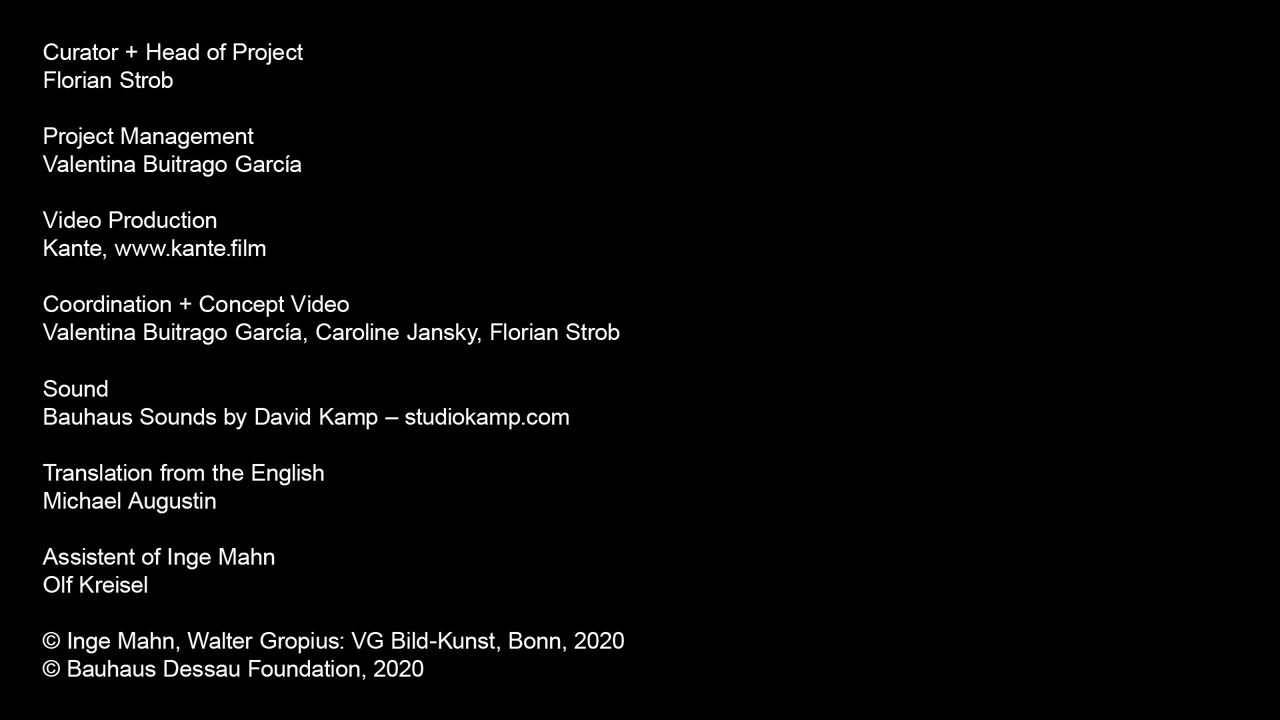 Curator + Head of Project
Florian Strob
Project Management
Valentina Buitrago García
Video Production
Kante, www.kante.film
Coordination + Concept Video
Valentina Buitrago García, Caroline Jansky, Florian Strob
Sound
Bauhaus Sounds by David Kamp – studiokamp.com
Translation from the English
Michael Augustin
Assistent of Inge Mahn
Olf Kreisel
© Inge Mahn, Walter Gropius: VG Bild-Kunst, Bonn, 2020
© Bauhaus Dessau Foundation, 2020